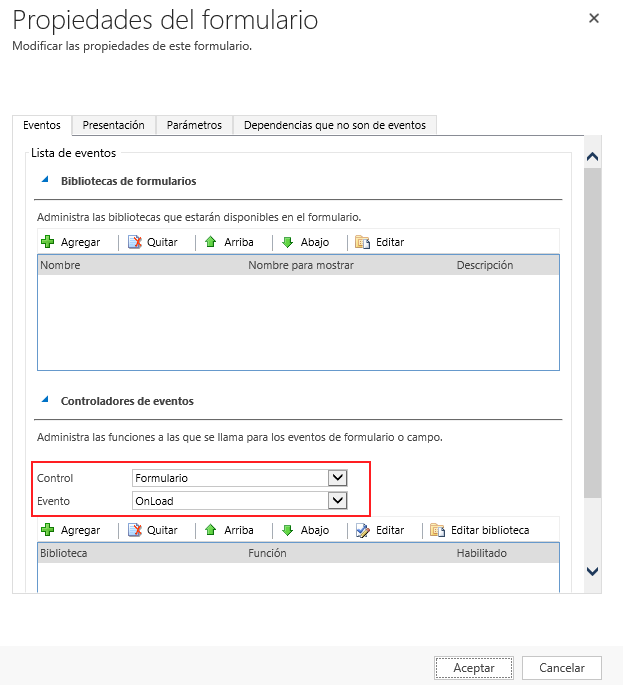 Propiedades del formulario
Modificar las propiedades de este formulario.
Eventos Presentación Parámetros Dependencias que no son de eventos
Lista de eventos
Bibliotecas de formularios
Administra las bibliotecas que estarán disponibles en el formulario.
Agregar Quitar Arriba Abajo Editar
Nombre Nombre para mostrar Descripción
Controladores de eventos
Administra las funciones a las que se llama para los eventos de formulario o campo.
Control Formulario
Evento OnLoad
Agregar Quitar Arriba Abajo Editar Editar biblioteca
Biblioteca Función Habilitado
Aceptar Cancelar